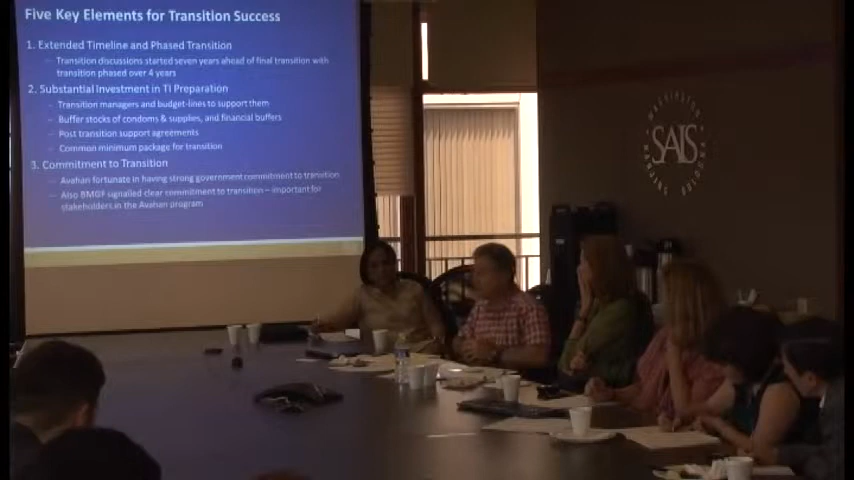 Five Key Elements for Transition Success
1. Extended Timeline and Phased Transition
– Transition discussions started seven years ahead of final transition with
transition phased over 4 years
2. Substantial Investment in TI Preparation
– Transition managers and budget-lines to support them
– Buffer stocks of condoms & supplies, and financial buffers
– Post transition support agreements
– Common minimum package for transition
3. Commitment to Transition
– Avahan fortunate in having strong government commitment to transition
– Also BMGF signalled clear commitment to transition – important for
stakeholders in the Avahan program
WASHINGTON
SAIS
NANJING BOLOGNA